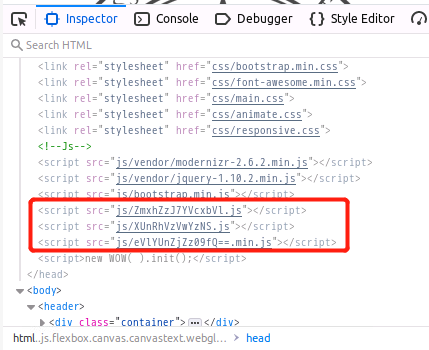 Inspector Console Debugger {} Style Editor
Search HTML
<link rel="stylesheet" href="css/bootstrap.min.css">
<link rel="stylesheet" href="css/font-awesome.min.css">
<link rel="stylesheet" href="css/main.css">
<link rel="stylesheet" href="css/animate.css">
<link rel="stylesheet" href="css/responsive.css">
<!--Js-->
<script src="js/vendor/modernizr-2.6.2.min.js"></script>
<script src="js/vendor/jquery-1.10.2.min.js"></script>
<script src="js/bootstrap.min.js"></script>
<script src="js/ZmxhZzJ7YVcxbVl.js"></script>
<script src="js/XUnRhVzVwYzNS.js"></script>
<script src="js/eVlYUnZjZz09fQ==.min.js"></script>
<script>new WOW( ).init();</script>
</head>
<body>
<header>
<div class="container"> ••• </div>
html..js.flexbox.canvas.canvastext.webgl… > head